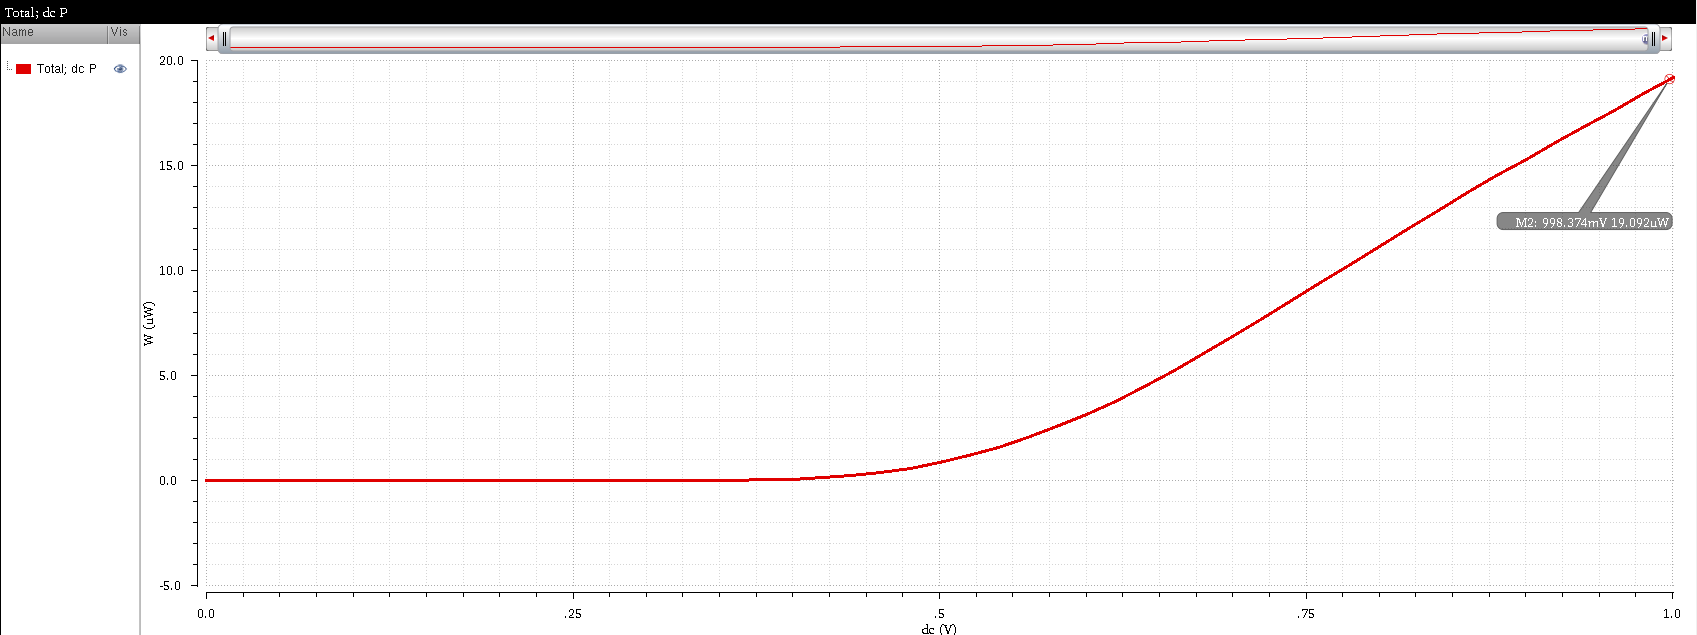 Total; dc P
Name Vis
Total; dc P
20.0
15.0
10.0
5.0
0.0
-5.0
W (uW)
M2: 998.374mV 19.092uW
0.0 .25 .5 .75 1.0
dc (V)